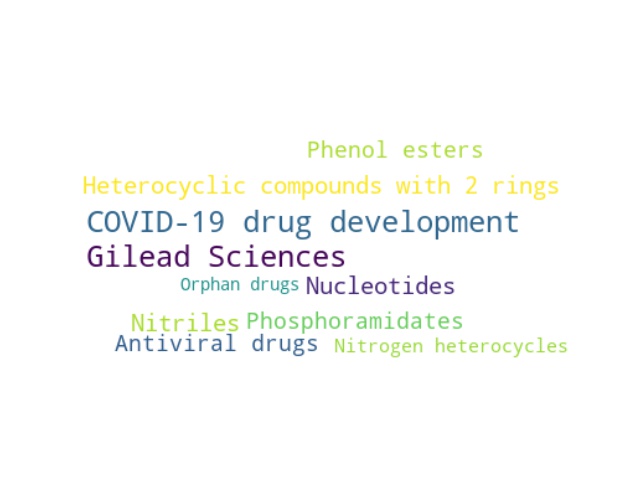 Phenol esters
Heterocyclic compounds with 2 rings
COVID-19 drug development
Gilead Sciences
Orphan drugs Nucleotides
Nitriles Phosphoramidates
Antiviral drugs Nitrogen heterocycles